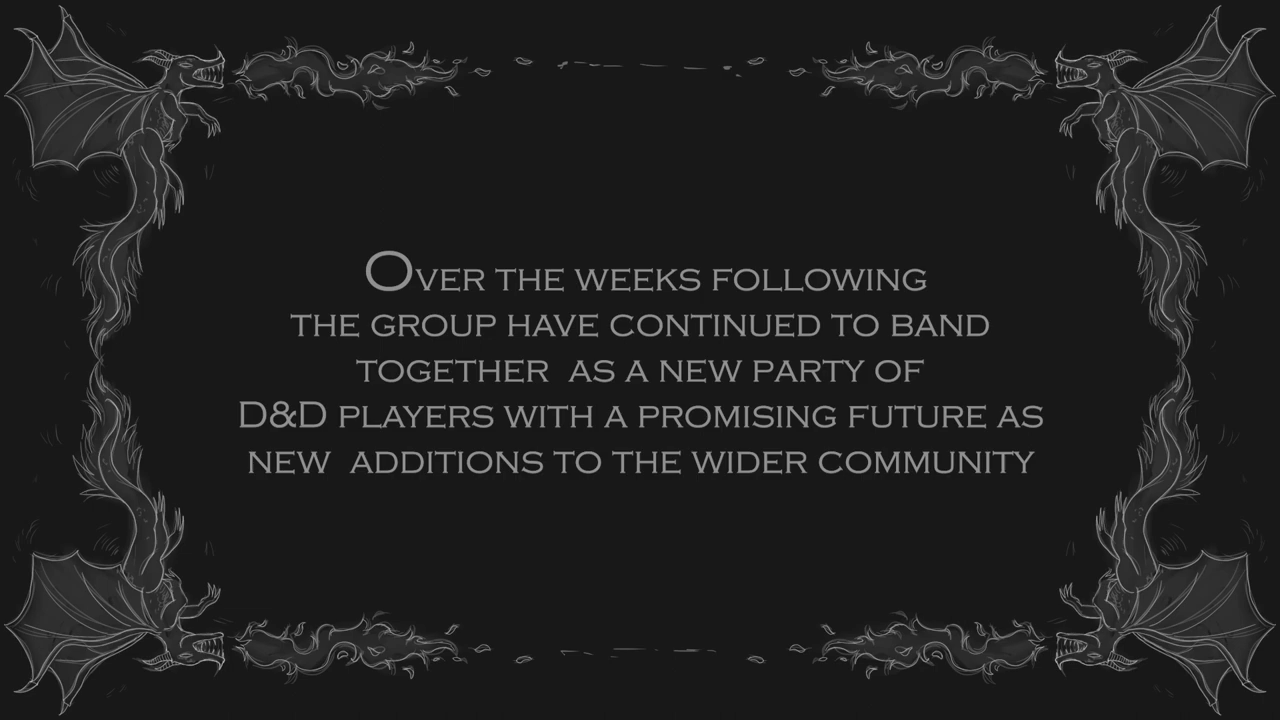 Over the weeks following
the group have continued to band
together as a new party of
D&D players with a promising future as
new additions to the wider community